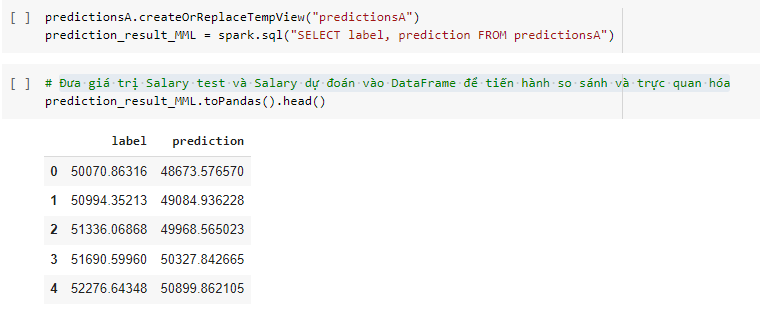 [ ] predictionsA.createOrReplaceTempView("predictionsA")
prediction_result_MML = spark.sql("SELECT label, prediction FROM predictionsA")
[ ] # Đưa giá trị Salary test và Salary dự đoán vào DataFrame để tiến hành so sánh và trực quan hóa
prediction_result_MML.toPandas().head()
label prediction
0 50070.86316 48673.576570
1 50994.35213 49084.936228
2 51336.06868 49968.565023
3 51690.59960 50327.842665
4 52276.64348 50899.862105